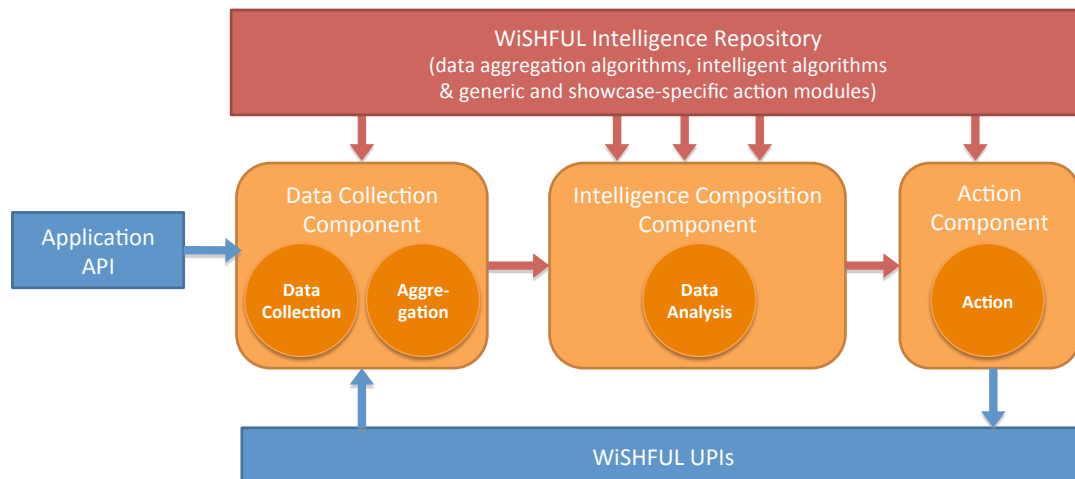 WiSHFUL Intelligence Repository
(data aggregation algorithms, intelligent algorithms
& generic and showcase-specific action modules)
Application
API
Data Collection
Component
Data
Collection
Aggre-
gation
Intelligence Composition
Component
Data
Analysis
Action
Component
Action
WiSHFUL UPIs